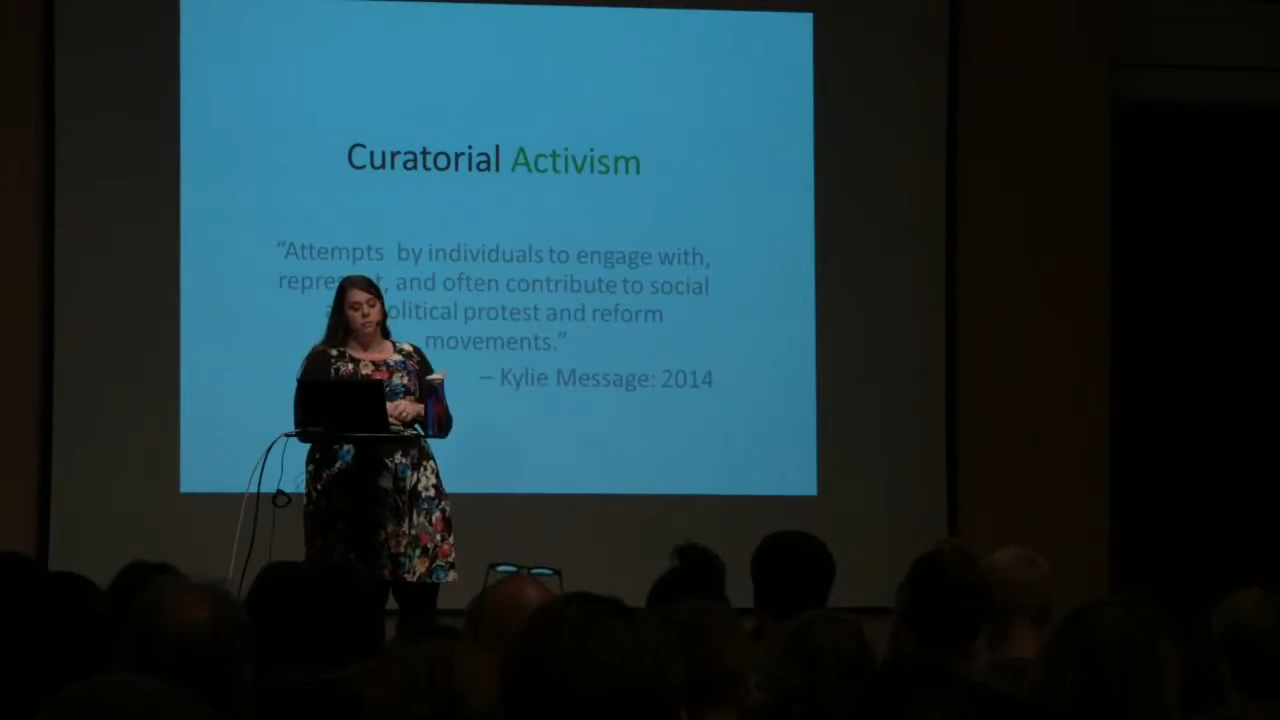 Curatorial Activism
“Attempts by individuals to engage with,
and often contribute to social
political protest and reform
movements.”
– Kylie Message: 2014